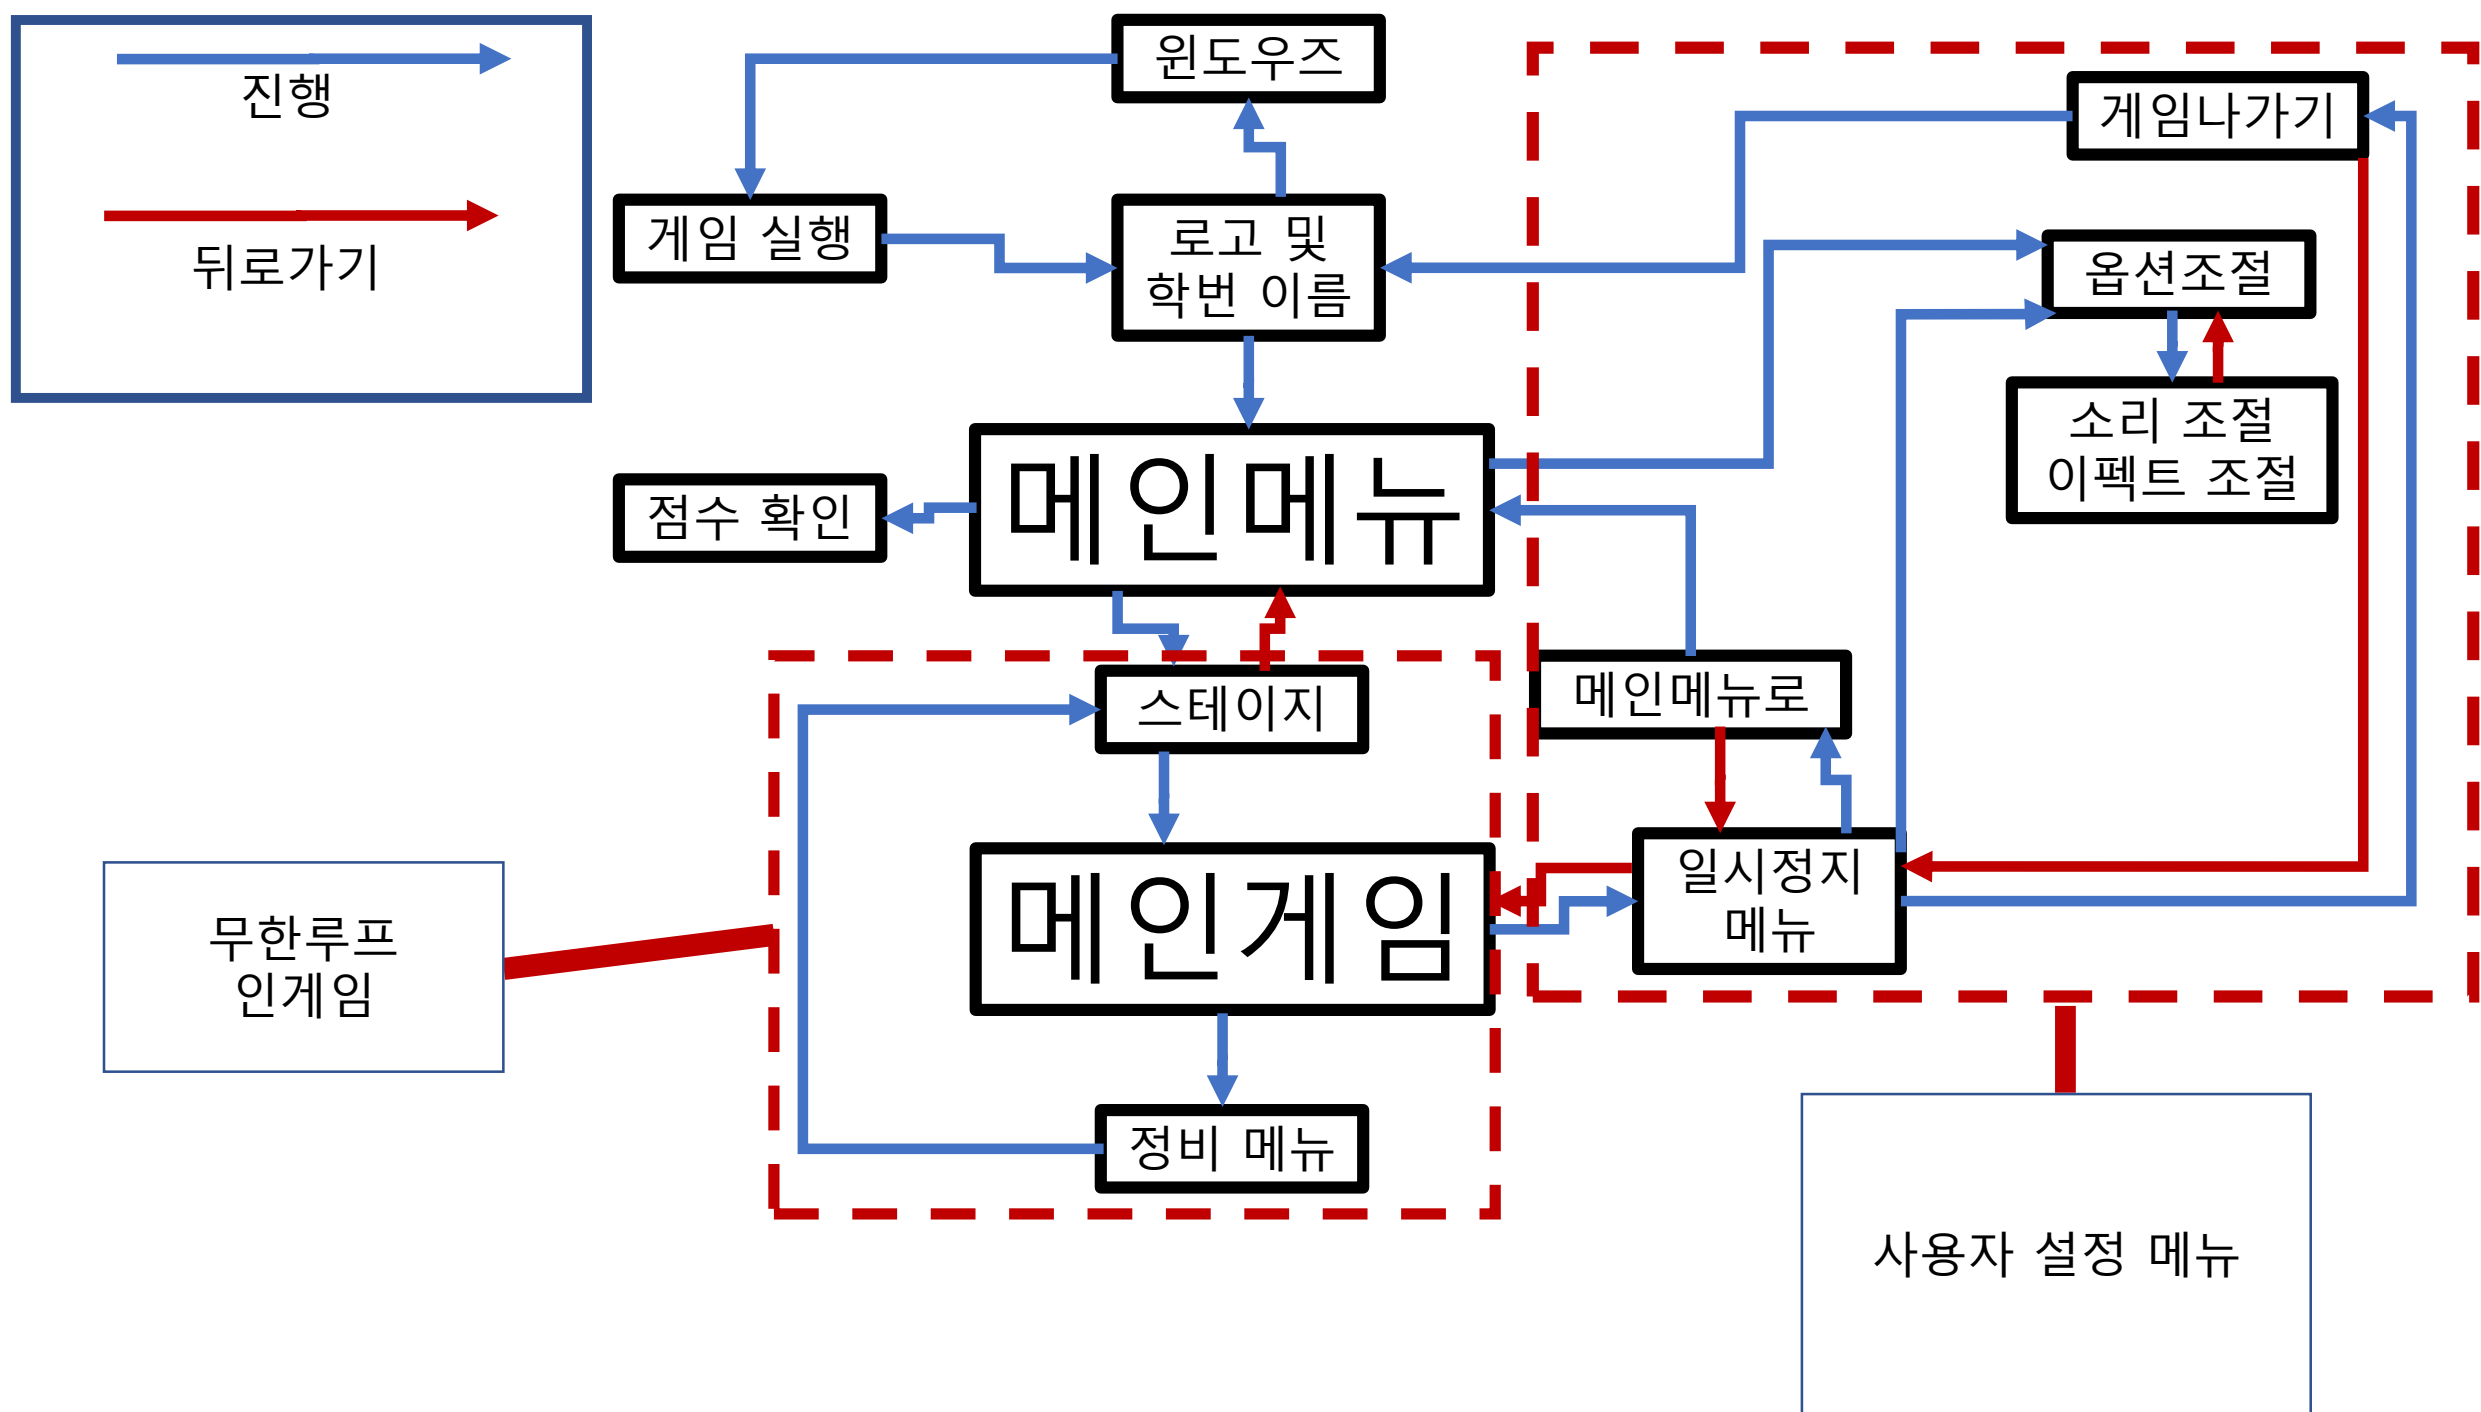 진행
뒤로가기
윈도우즈
게임 실행
로고 및
학번 이름
게임나가기
옵션조절
소리 조절
이펙트 조절
메인메뉴
점수 확인
스테이지
메인메뉴로
메인게임
일시정지
메뉴
무한루프
인게임
정비 메뉴
사용자 설정 메뉴